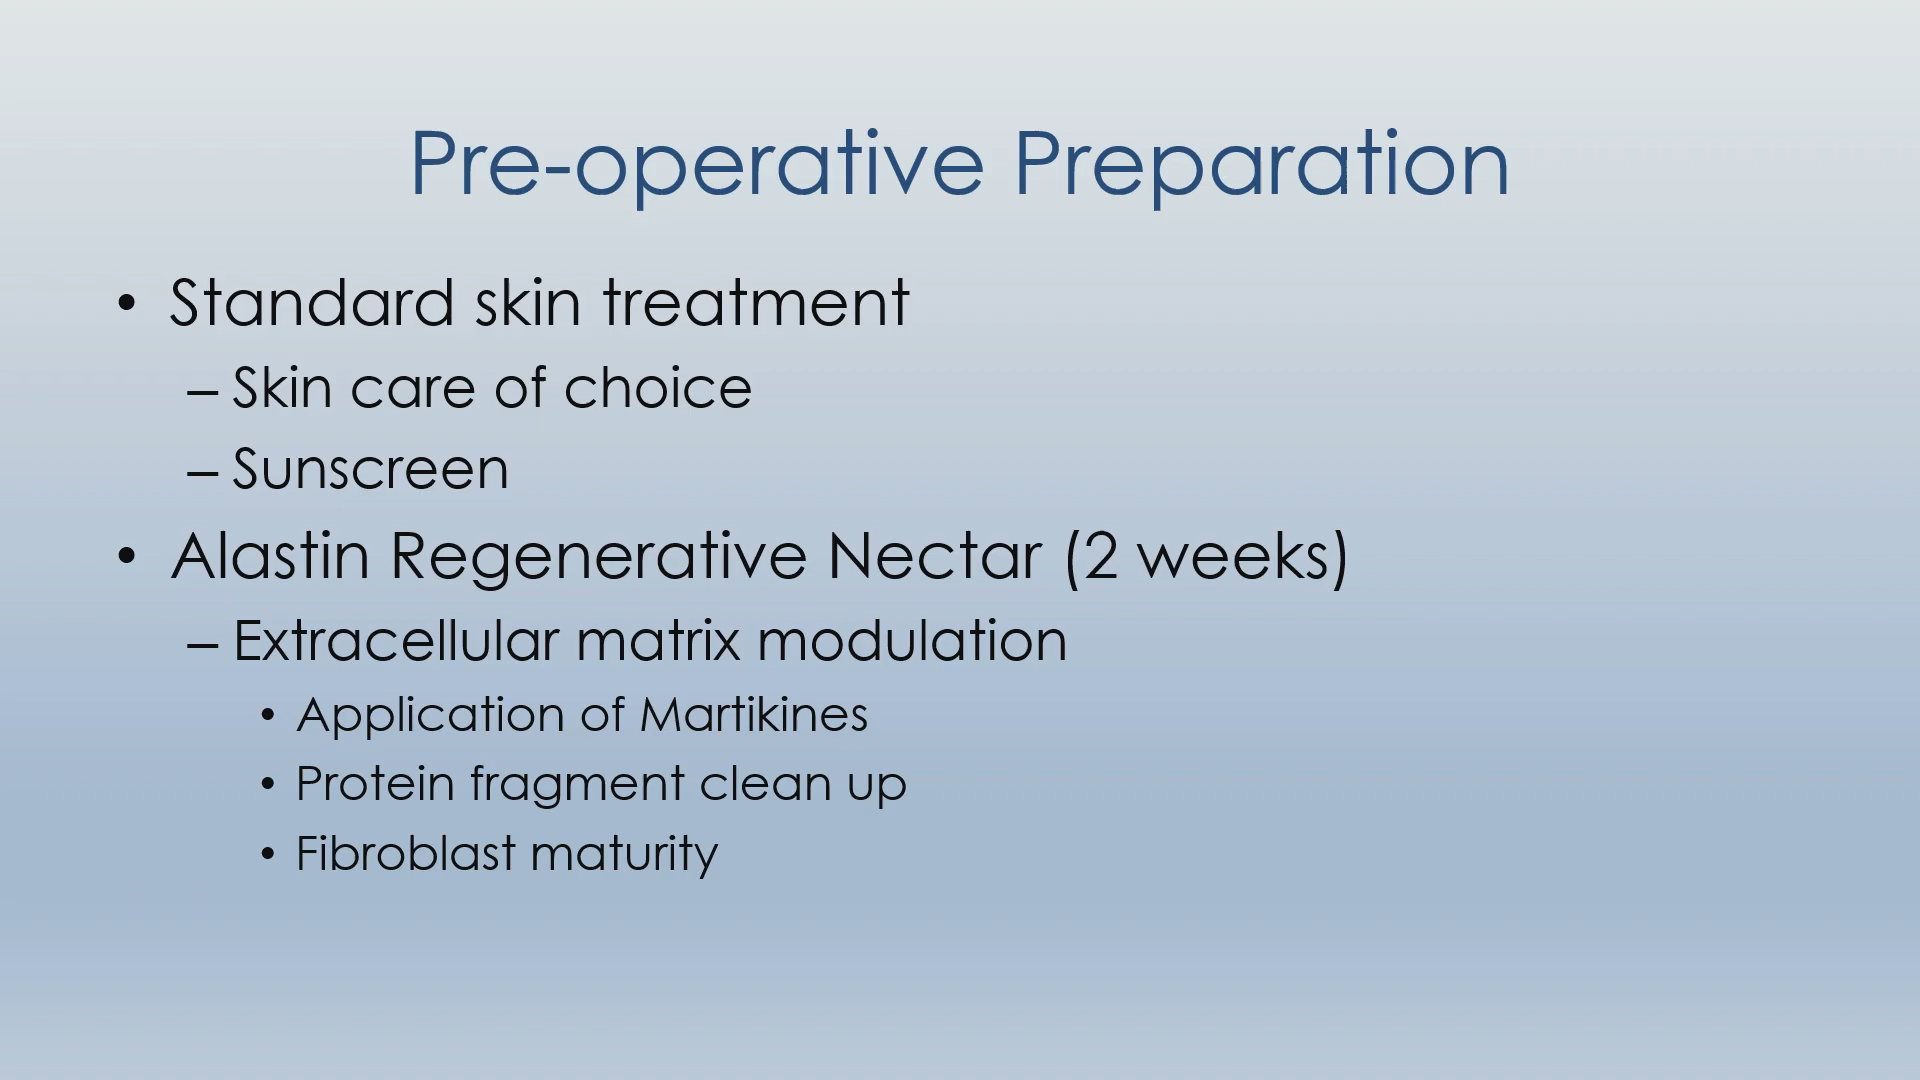 Pre-operative Preparation
• Standard skin treatment
– Skin care of choice
– Sunscreen
• Alastin Regenerative Nectar (2 weeks)
– Extracellular matrix modulation
• Application of Martikines
• Protein fragment clean up
• Fibroblast maturity